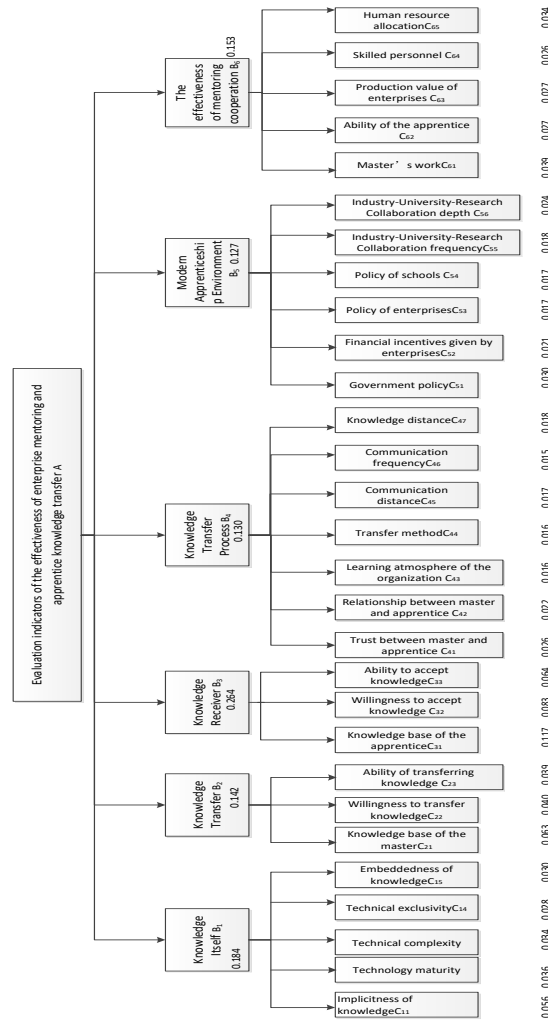 Evaluation indicators of the effectiveness of enterprise mentoring and
apprentice knowledge transfer A
The
effectiveness
of mentoring
cooperation B6 0.153
Human resource
allocationC65
0.034
Skilled personnel C64
0.026
Production value of
enterprises C63
0.027
Ability of the apprentice
C62
0.027
Master’s workC61
0.039
Modern
Apprenticeshi
p Environment
B5 0.127
Industry-University-Research
Collaboration depth C56
0.024
Industry-University-Research
Collaboration frequencyC55
0.018
Policy of schools C54
0.017
Policy of enterprisesC53
0.017
Financial incentives given by
enterprisesC52
0.021
Government policyC51
0.030
Knowledge
Transfer
Process B4
0.130
Knowledge distanceC47
0.018
Communication
frequencyC46
0.015
Communication
distanceC45
0.017
Transfer methodC44
0.016
Learning atmosphere of the
organization C43
0.016
Relationship between master
and apprentice C42
0.022
Trust between master and
apprentice C41
0.026
Knowledge
Receiver B3
0.264
Ability to accept
knowledgeC33
0.064
Willingness to accept
knowledge C32
0.083
Knowledge base of the
apprenticeC31
0.117
Knowledge
Transfer B2
0.142
Ability of transferring
knowledge C23
0.039
Willingness to transfer
knowledgeC22
0.040
Knowledge base of the
masterC21
0.063
Knowledge
Itself B1
0.184
Embeddedness of
knowledgeC15
0.030
Technical exclusivityC14
0.028
Technical complexity
0.034
Technology maturity
0.036
Implicitness of
knowledgeC11
0.056